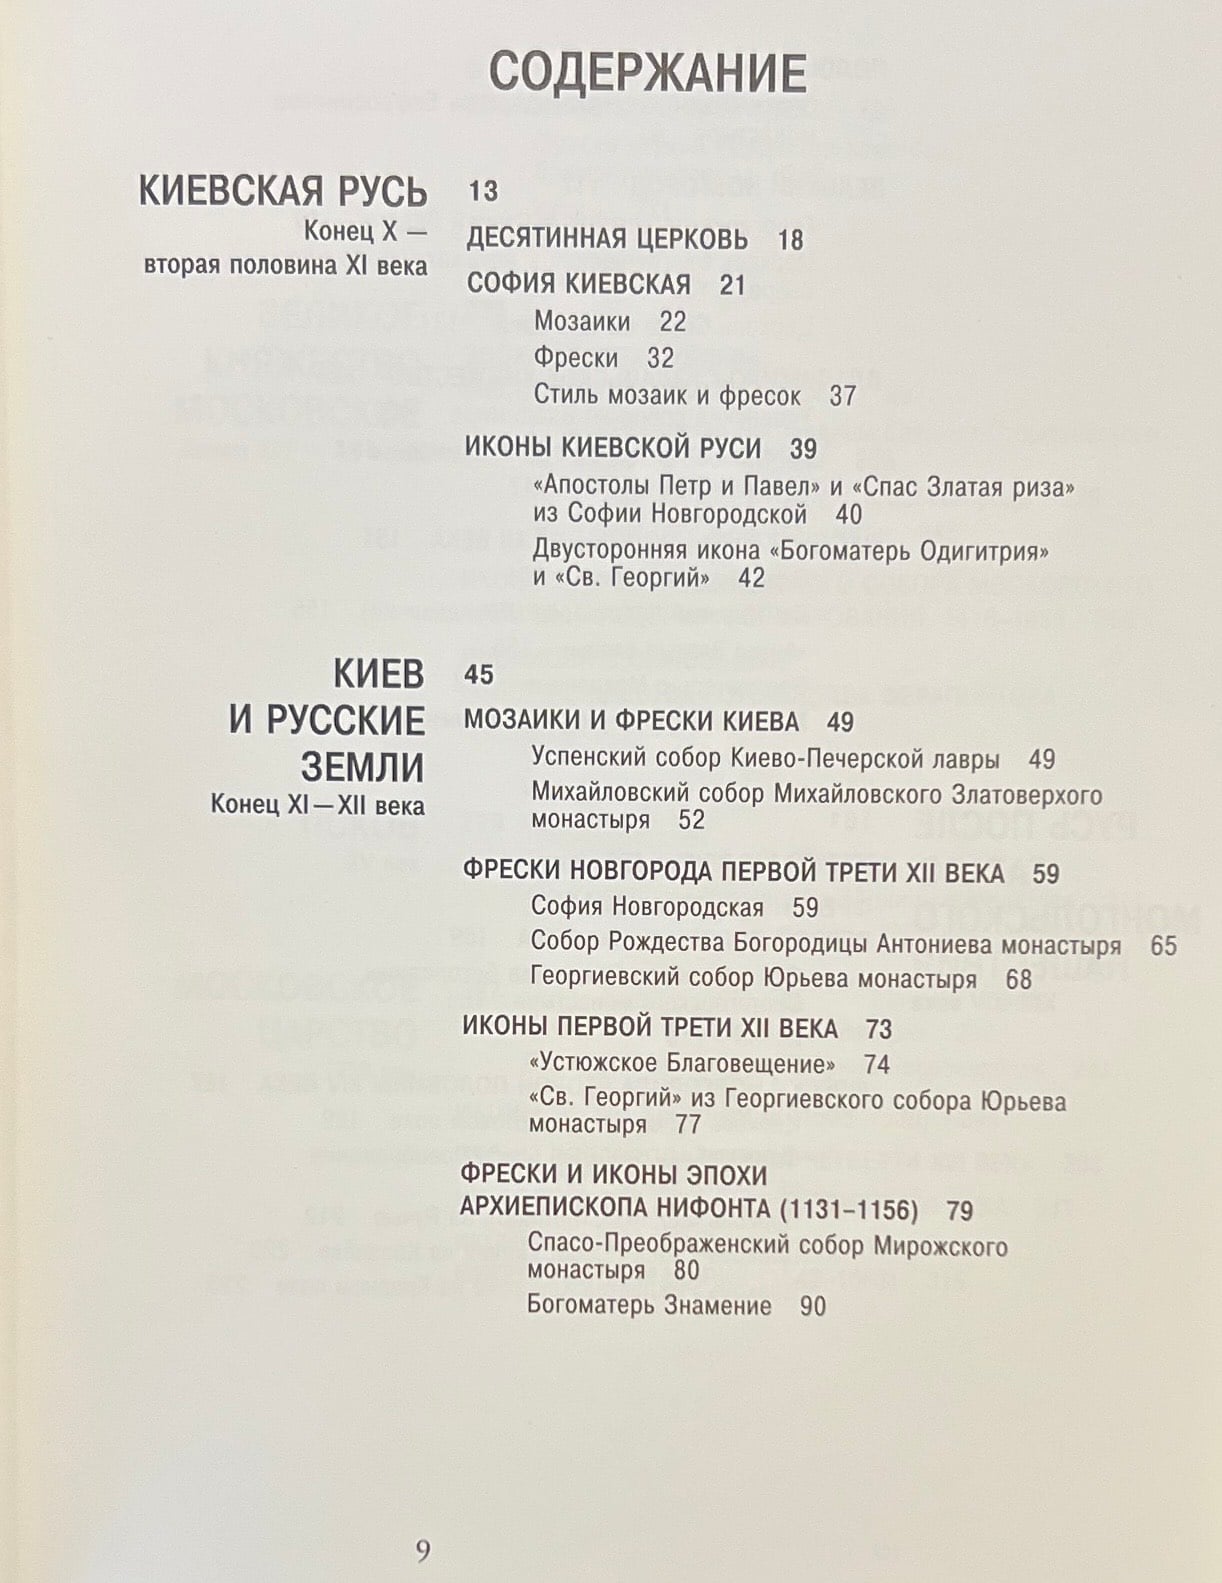 СОДЕРЖАНИЕ
КИЕВСКАЯ РУСЬ 13
Конец X —
вторая половина XI века
ДЕСЯТИННАЯ ЦЕРКОВЬ 18
СОФИЯ КИЕВСКАЯ 21
Мозаики 22
Фрески 32
Стиль мозаик и фресок 37
ИКОНЫ КИЕВСКОЙ РУСИ 39
«Апостолы Петр и Павел» и «Спас Златая риза»
из Софии Новгородской 40
Двусторонняя икона «Богоматерь Одигитрия»
и «Св. Георгий» 42
КИЕВ 45
И РУССКИЕ
ЗЕМЛИ
Конец XI — XII века
МОЗАИКИ И ФРЕСКИ КИЕВА 49
Успенский собор Киево-Печерской лавры 49
Михайловский собор Михайловского Златоверхого
монастыря 52
ФРЕСКИ НОВГОРОДА ПЕРВОЙ ТРЕТИ XII ВЕКА 59
София Новгородская 59
Собор Рождества Богородицы Антониева монастыря 65
Георгиевский собор Юрьева монастыря 68
ИКОНЫ ПЕРВОЙ ТРЕТИ XII ВЕКА 73
«Устюжское Благовещение» 74
«Св. Георгий» из Георгиевского собора Юрьева
монастыря 77
ФРЕСКИ И ИКОНЫ ЭПОХИ
АРХИЕПИСКОПА НИФОНТА (1131–1156) 79
Спасо-Преображенский собор Мирожского
монастыря 80
Богоматерь Знамение 90
9